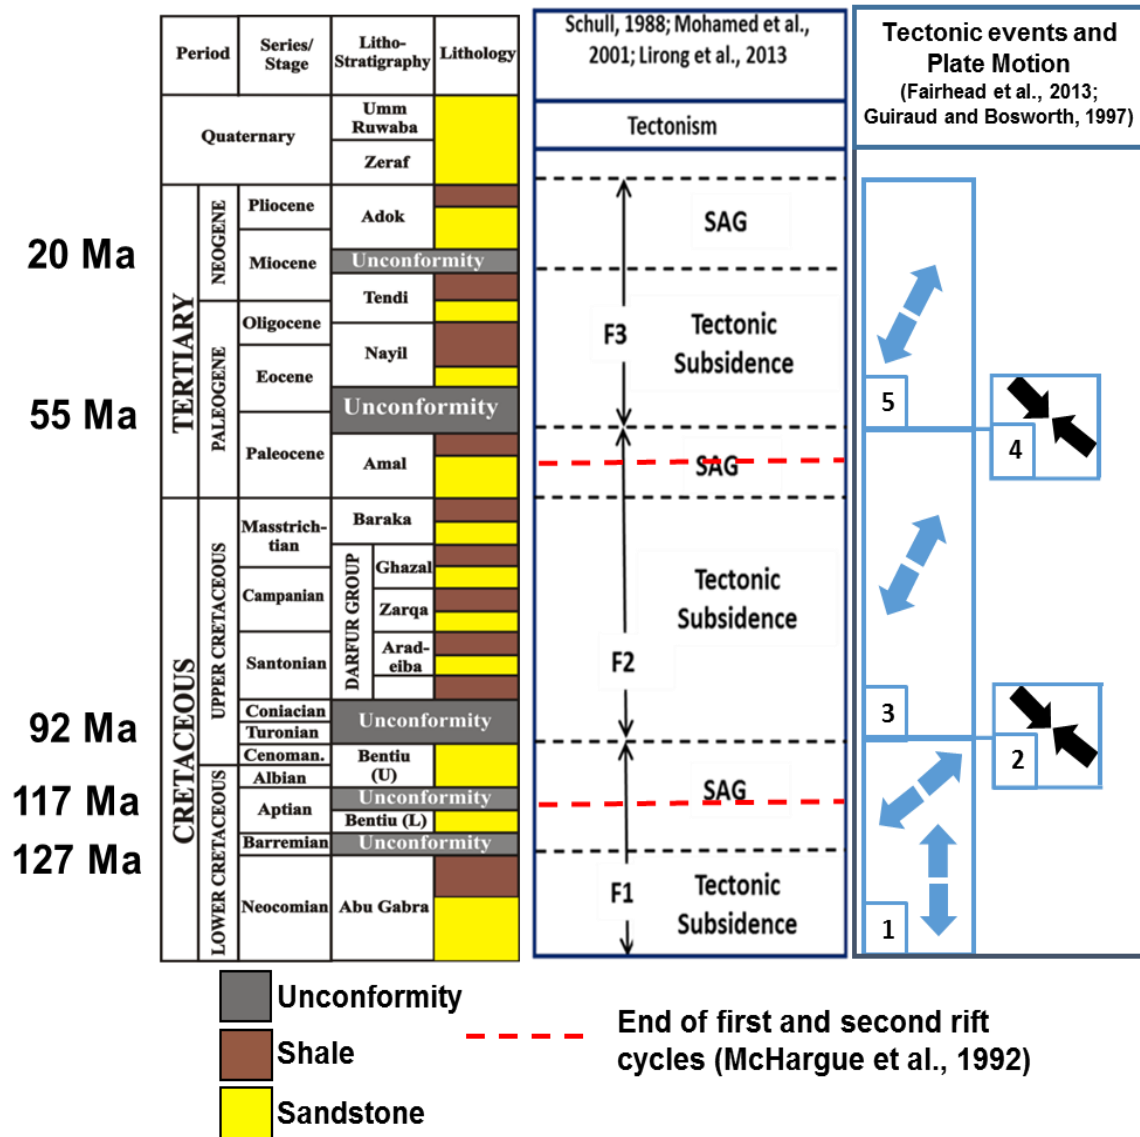 Period
Series/
Stage
Litho-
Stratigraphy
Lithology
Schull, 1988; Mohamed et al.,
2001; Lirong et al., 2013
Tectonic events and
Plate Motion
(Fairhead et al., 2013;
Guiraud and Bosworth, 1997)
Tectonism
Quaternary
Umm
Ruwaba
Zeraf
TERTIARY
NEOGENE
Pliocene
Miocene
Adok
Unconformity
Tendi
PALEOGENE
Oligocene
Eocene
Paleocene
Nayil
Unconformity
Amal
CRETACEOUS
UPPER CRETACEOUS
Masstrich-
tian
Campanian
Santonian
Coniacian
Turonian
Cenoman.
Baraka
DARFUR GROUP
Ghazal
Zarqa
Arad-
eiba
Unconformity
Bentiu
(U)
LOWER CRETACEOUS
Albian
Aptian
Barremian
Neocomian
Unconformity
Bentiu (L)
Unconformity
Abu Gabra
20 Ma
55 Ma
92 Ma
117 Ma
127 Ma
SAG
F3
Tectonic
Subsidence
SAG
F2
Tectonic
Subsidence
SAG
F1
Tectonic
Subsidence
5
4
3
2
1
Unconformity
Shale
Sandstone
End of first and second rift
cycles (McHargue et al., 1992)